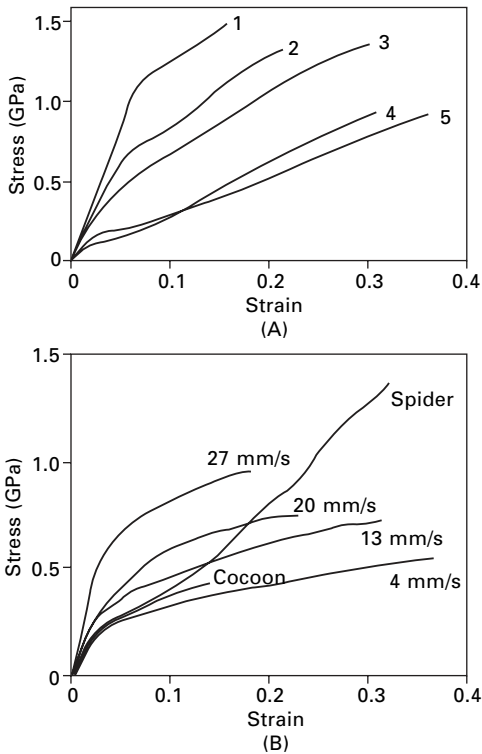 1.5
1.0
0.5
0
Stress (GPa)
1
2
3
4
5
0
0.1
0.2
0.3
0.4
Strain
(A)
1.5
1.0
0.5
0
Stress (GPa)
Spider
27 mm/s
20 mm/s
13 mm/s
Cocoon
4 mm/s
0
0.1
0.2
0.3
0.4
Strain
(B)